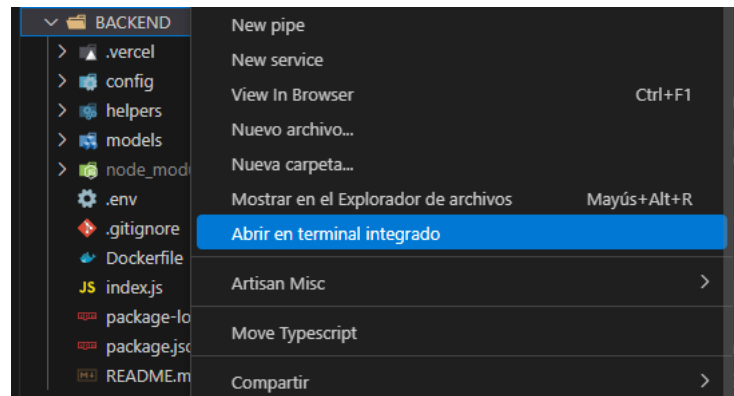 BACKEND
.vercel
config
helpers
models
node_mod
.env
.gitignore
Dockerfile
JS index.js
package-lo
package.jsc
README.m
New pipe
New service
View In Browser Ctrl+F1
Nuevo archivo...
Nueva carpeta...
Mostrar en el Explorador de archivos Mayús+Alt+R
Abrir en terminal integrado
Artisan Misc
Move Typescript
Compartir